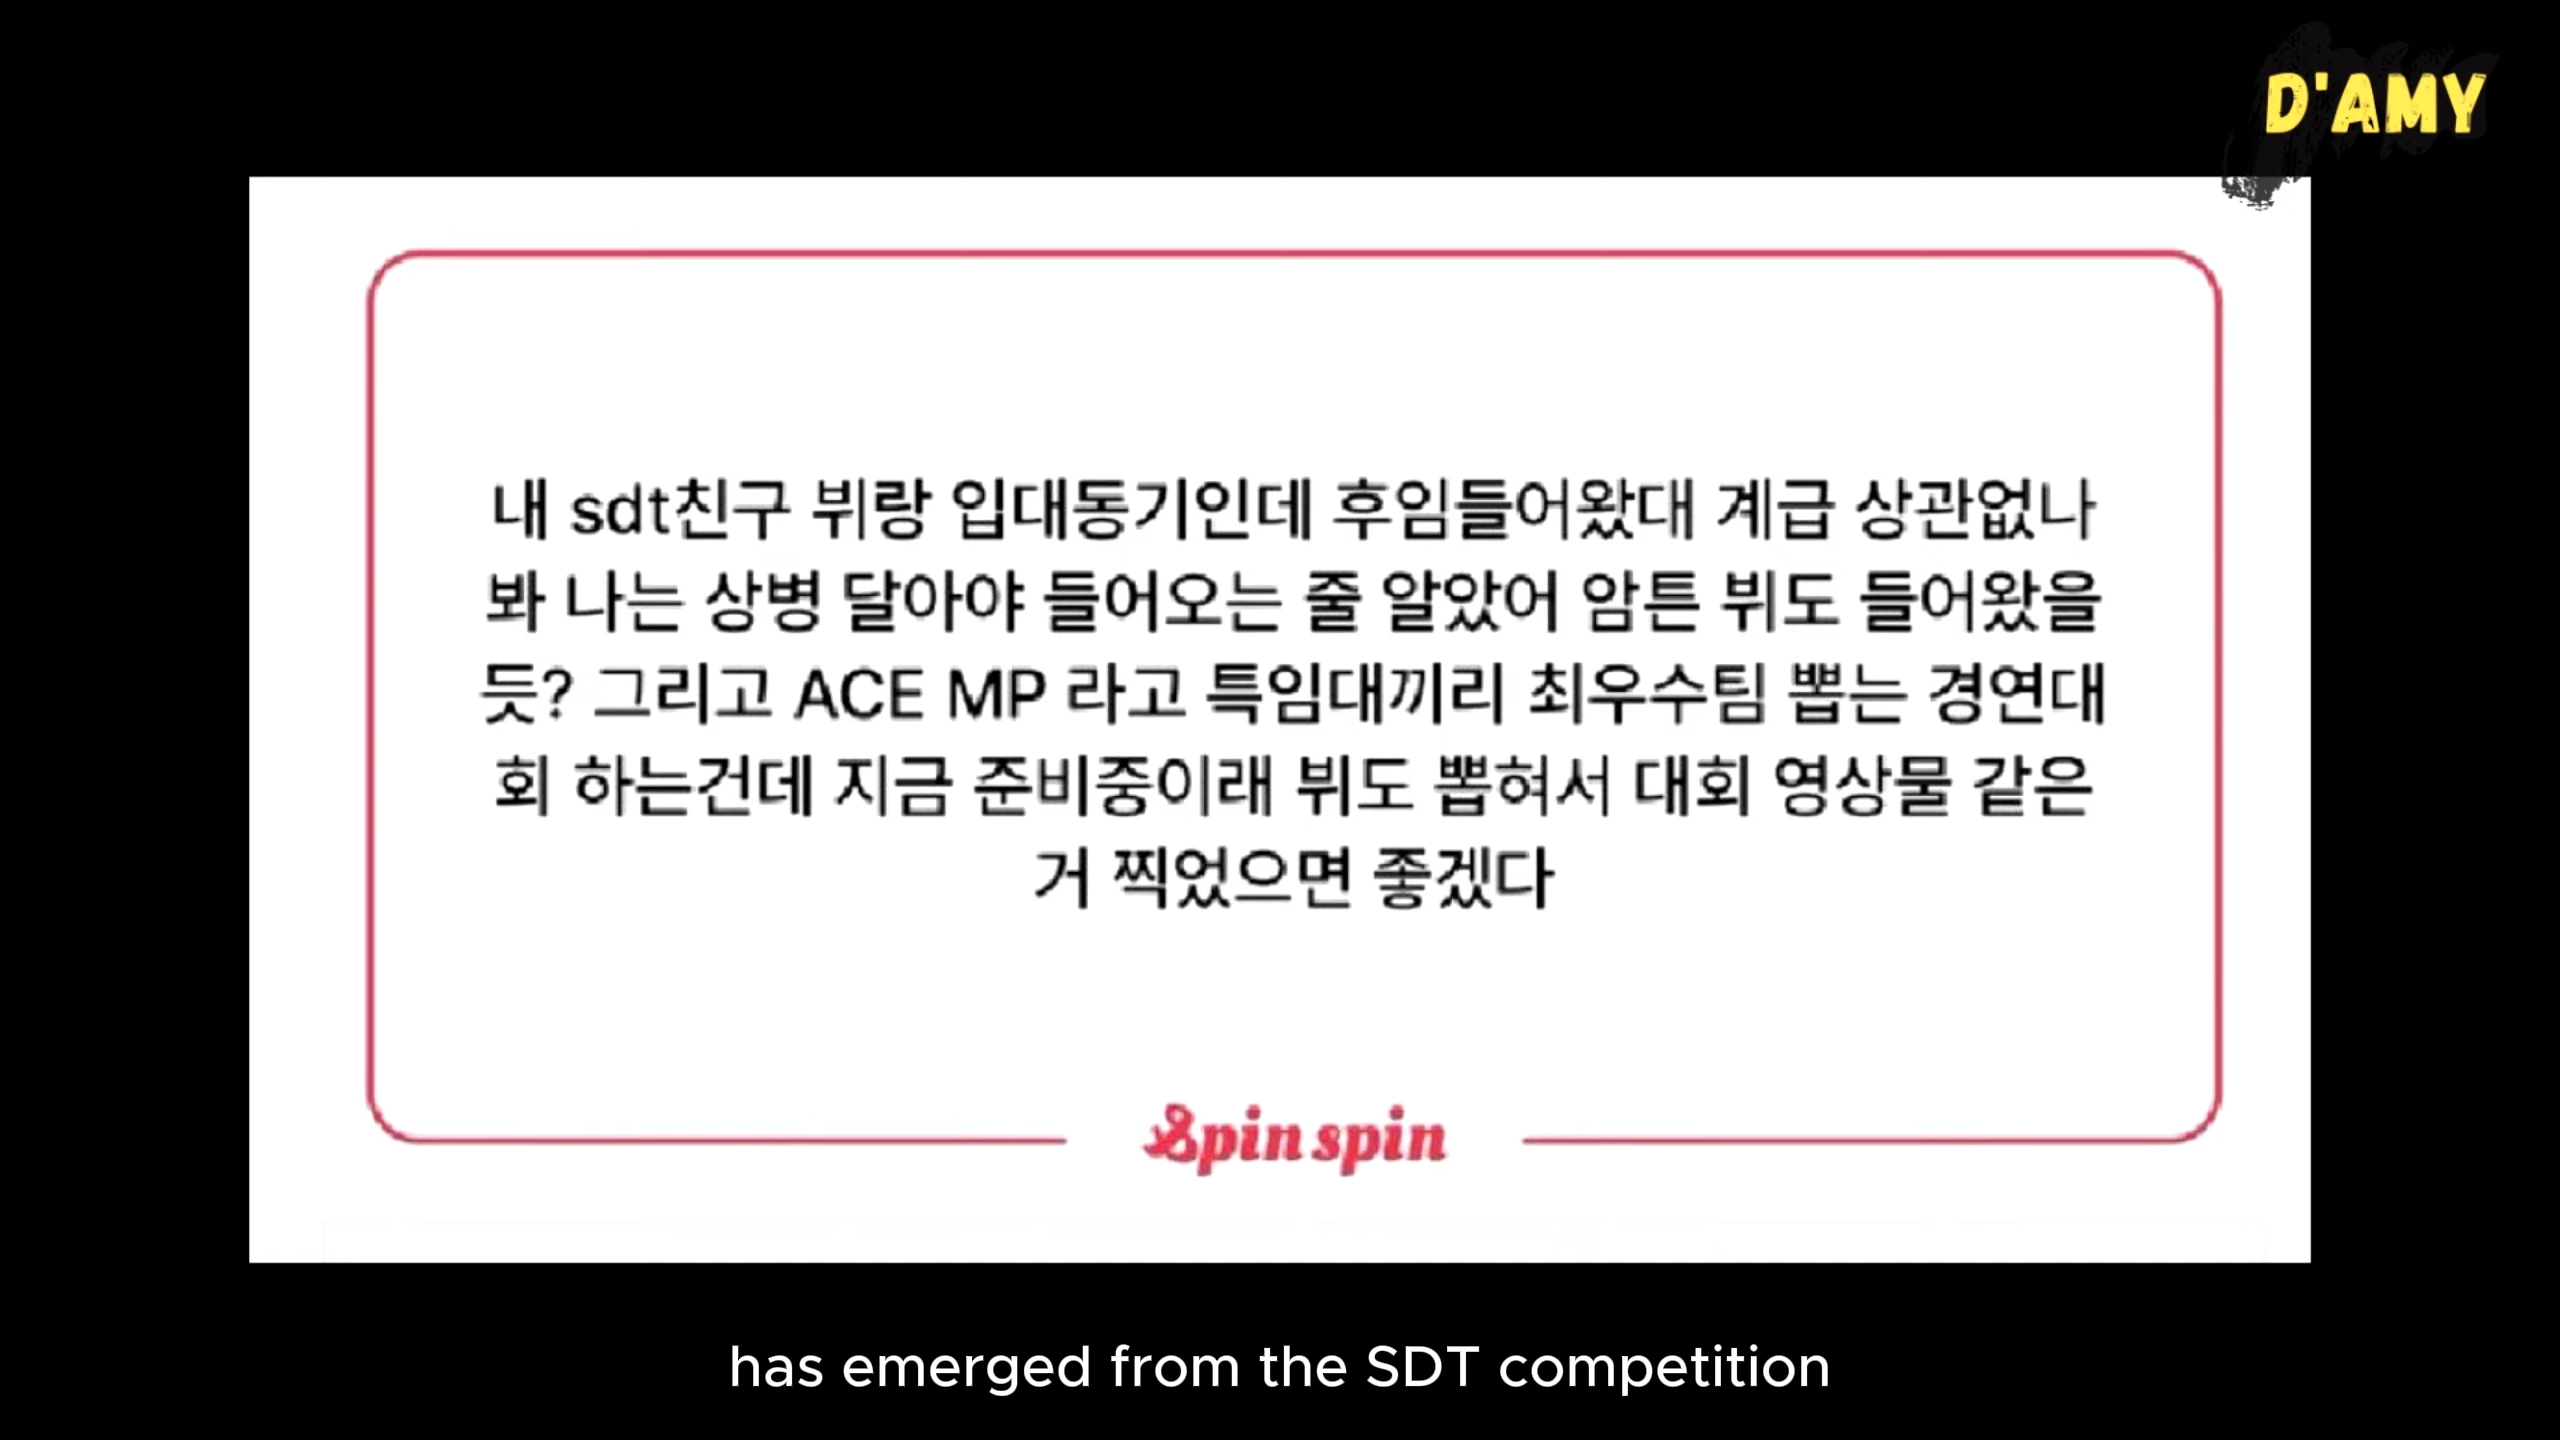 D'AMY
내 sdt친구 뷔랑 입대동기인데 후임들어왔대 계급 상관없나
봐 나는 상병 달아야 들어오는 줄 알았어 암튼 뷔도 들어왔을
듯? 그리고 ACE MP 라고 특임대끼리 최우수팀 뽑는 경연대
회 하는건데 지금 준비중이래 뷔도 뽑혀서 대회 영상물 같은
거 찍었으면 좋겠다
Spin spin
has emerged from the SDT competition